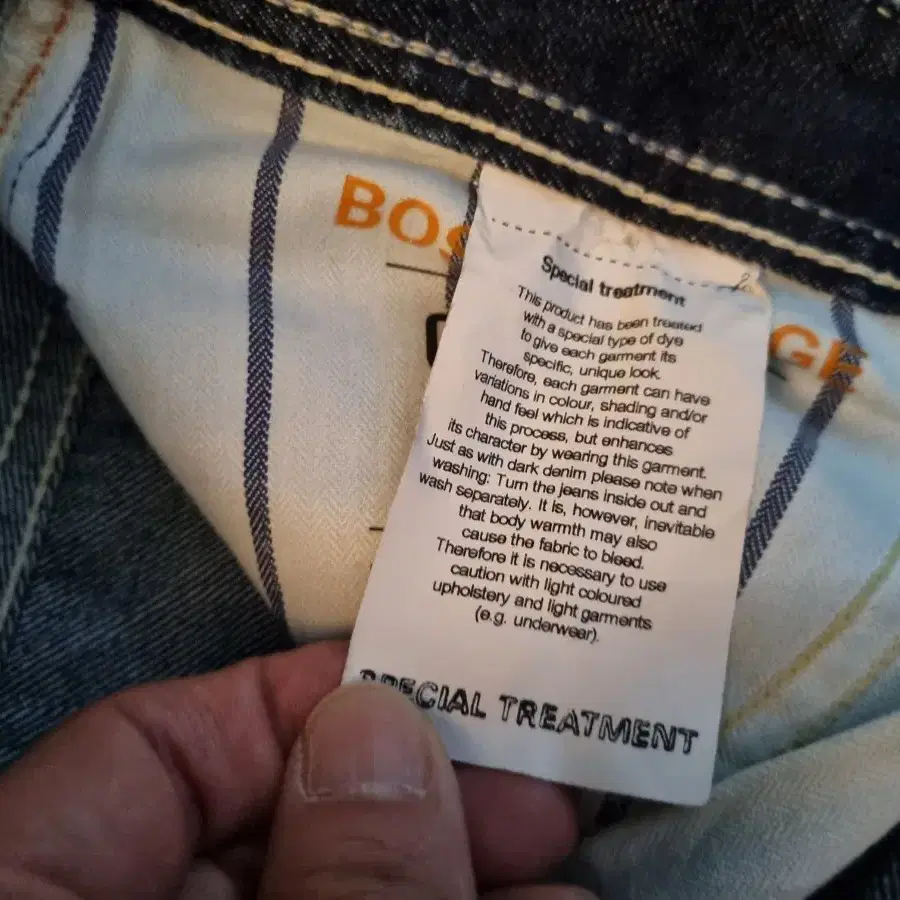 BOS
GE
Special treatment
This product has been treated
with a special type of dye
to give each garment its
specific, unique look.
Therefore, each garment can have
variations in colour, shading and/or
hand feel which is indicative of
this process, but enhances
its character by wearing this garment.
Just as with dark denim please note when
washing: Turn the jeans inside out and
wash separately. It is, however, inevitable
that body warmth may also
cause the fabric to bleed.
Therefore it is necessary to use
caution with light coloured
upholstery and light garments
(e.g. underwear).
SPECIAL TREATMENT